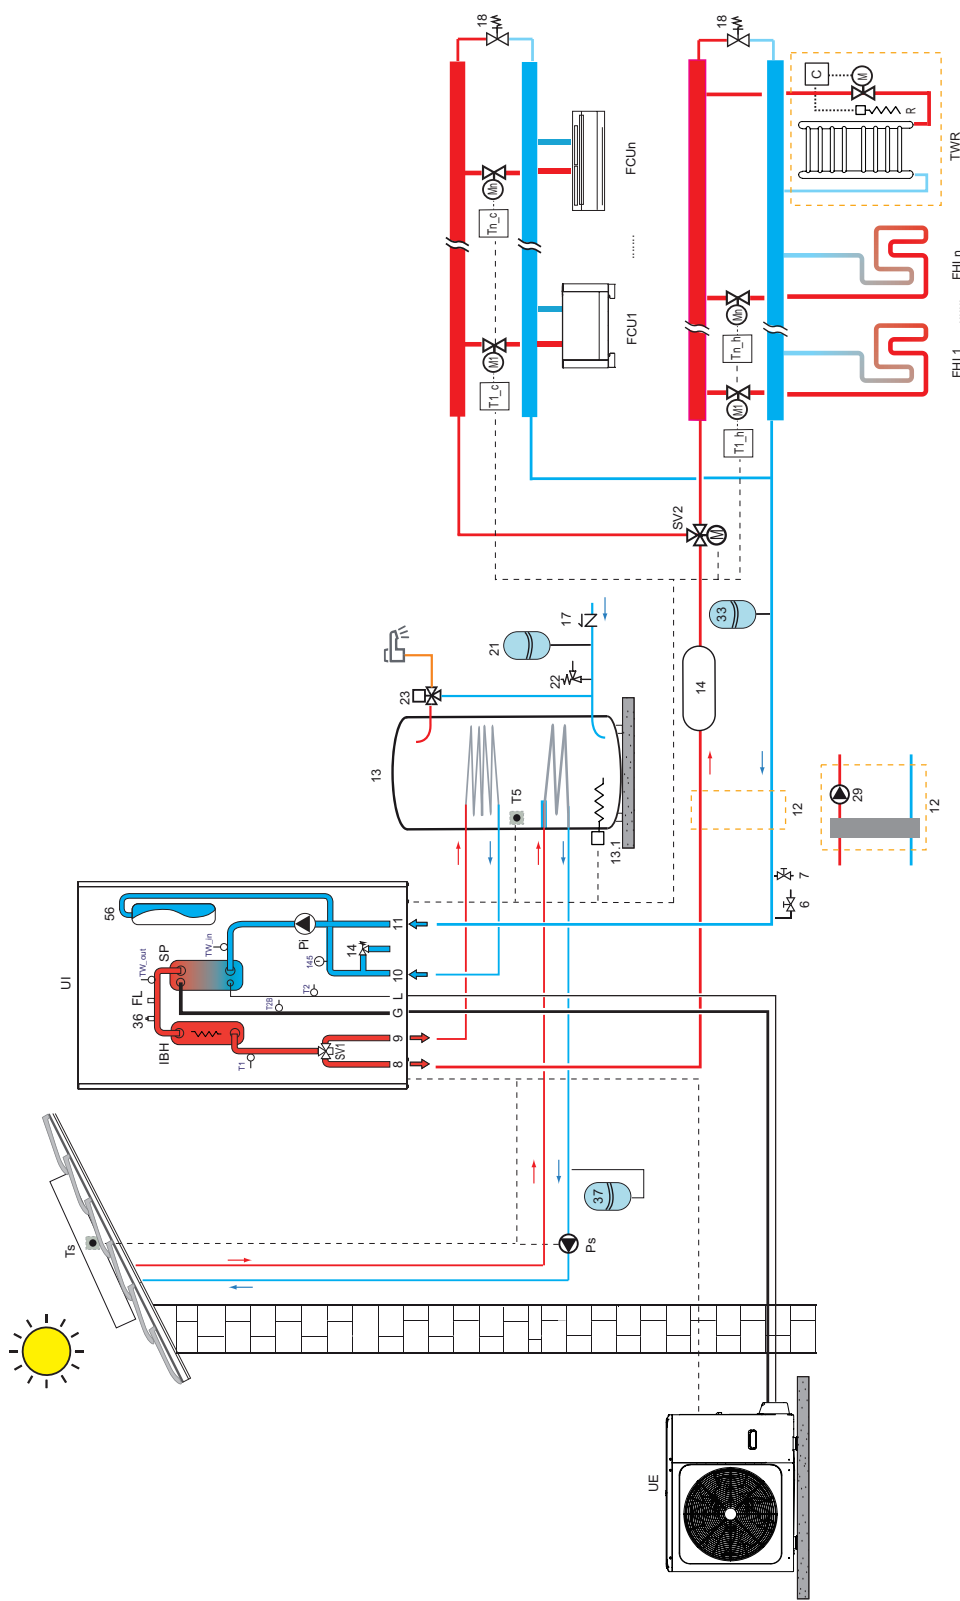 Ts
UI
UE
56
36
FL
TW_out
SP
TW_in
IBH
T1
T2B
T2
145
Pi
14
SV1
8
9
G
L
10
11
Ps
37
13
T5
13.1
23
22
21
17
14
33
SV2
M
12
6
7
29
12
18
M1
Mn
T1_c
Tn_c
FCU1
.......
FCUn
18
M1
Mn
T1_h
Tn_h
C
M
R
TWR
FHL1
.......
FHLn